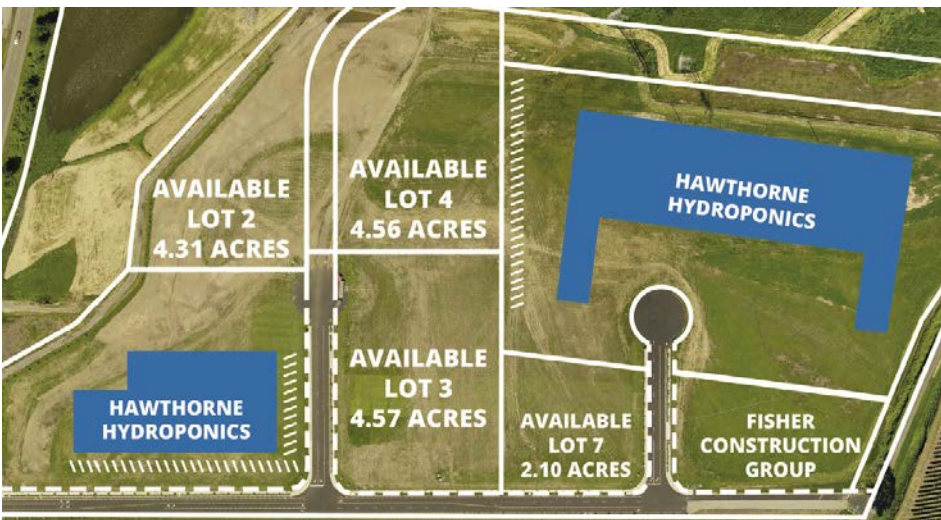 AVAILABLE
LOT 2
4.31 ACRES
AVAILABLE
LOT 4
4.56 ACRES
HAWTHORNE
HYDROPONICS
HAWTHORNE
HYDROPONICS
AVAILABLE
LOT 3
4.57 ACRES
AVAILABLE
LOT 7
2.10 ACRES
FISHER
CONSTRUCTION
GROUP